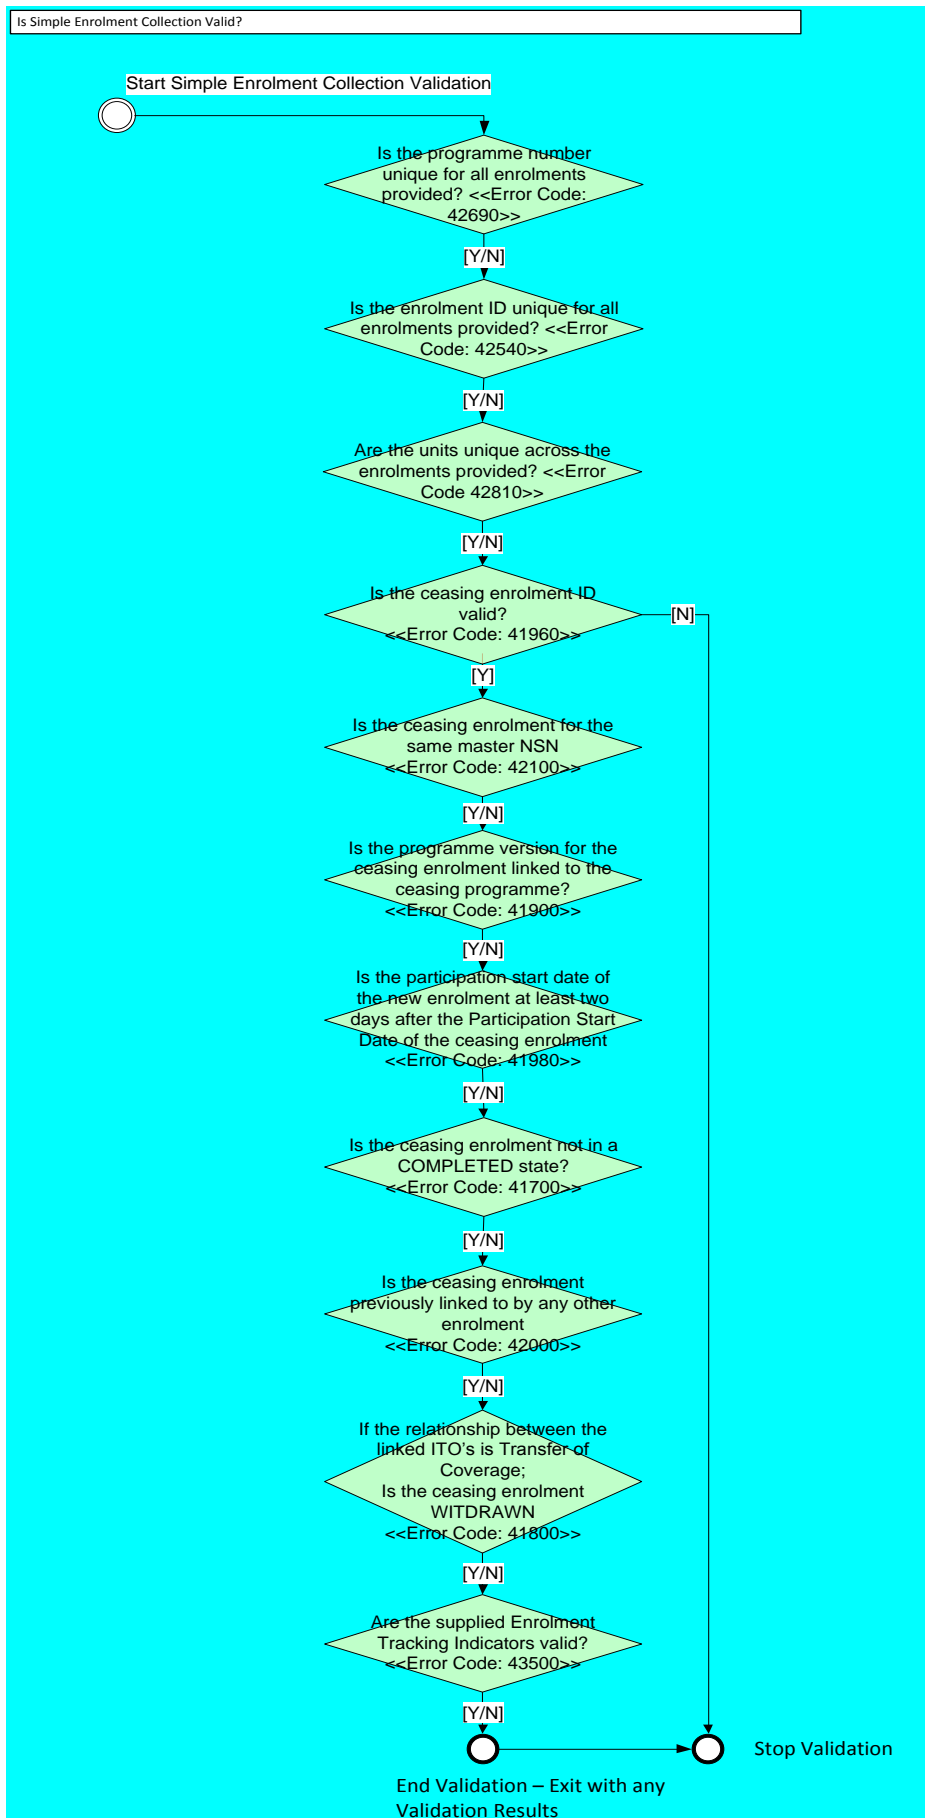 Is Simple Enrolment Collection Valid?
Start Simple Enrolment Collection Validation
Is the programme number
unique for all enrolments
provided? <<Error Code:
42690>>
[Y/N]
Is the enrolment ID unique for all
enrolments provided? <<Error
Code: 42540>>
[Y/N]
Are the units unique across the
enrolments provided? <<Error
Code 42810>>
[Y/N]
Is the ceasing enrolment ID
valid?
<<Error Code: 41960>>
[N]
[Y]
Is the ceasing enrolment for the
same master NSN
<<Error Code: 42100>>
[Y/N]
Is the programme version for the
ceasing enrolment linked to the
ceasing programme?
<<Error Code: 41900>>
[Y/N]
Is the participation start date of
the new enrolment at least two
days after the Participation Start
Date of the ceasing enrolment
<<Error Code: 41980>>
[Y/N]
Is the ceasing enrolment not in a
COMPLETED state?
<<Error Code: 41700>>
[Y/N]
Is the ceasing enrolment
previously linked to by any other
enrolment
<<Error Code: 42000>>
[Y/N]
If the relationship between the
linked ITO's is Transfer of
Coverage;
Is the ceasing enrolment
WITDRAWN
<<Error Code: 41800>>
[Y/N]
Are the supplied Enrolment
Tracking Indicators valid?
<<Error Code: 43500>>
[Y/N]
Stop Validation
End Validation – Exit with any
Validation Results